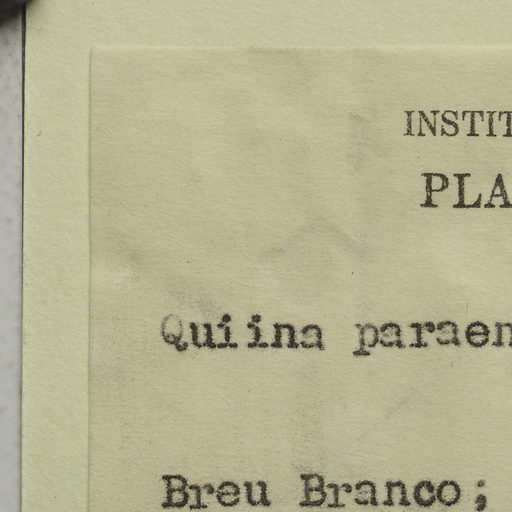 INSTIT
PLA
Quiina paraen
Breu Branco;